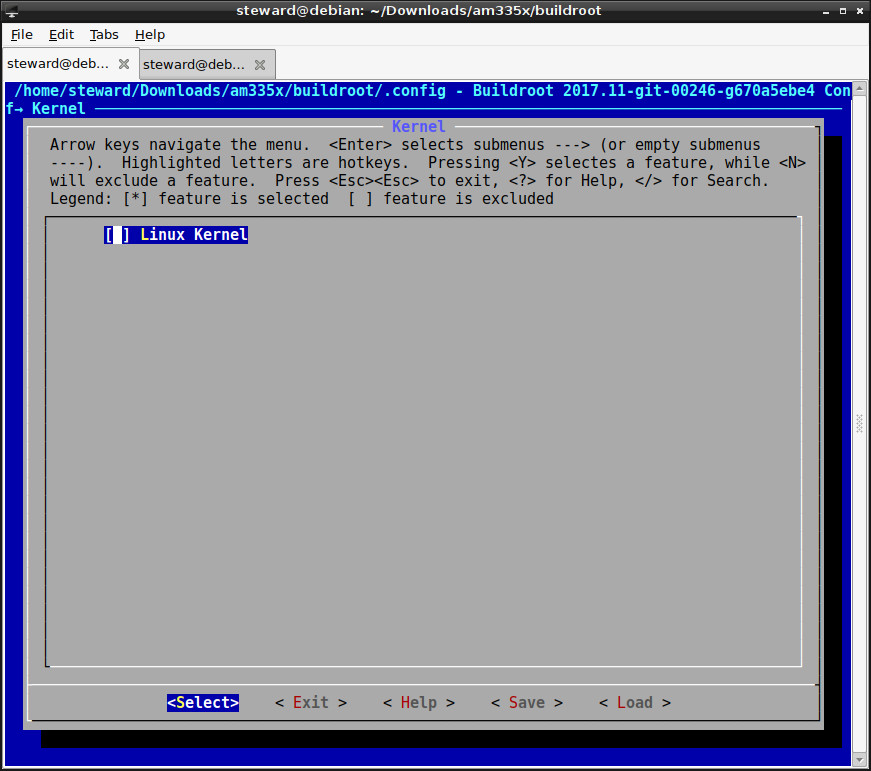 steward@debian: ~/Downloads/am335x/buildroot
File Edit Tabs Help
steward@deb... steward@deb...
/home/steward/Downloads/am335x/buildroot/.config - Buildroot 2017.11-git-00246-g670a5ebe4 Con
f→ Kernel
Kernel
Arrow keys navigate the menu.  <Enter> selects submenus ---> (or empty submenus
----).  Highlighted letters are hotkeys.  Pressing <Y> selectes a feature, while <N>
will exclude a feature.  Press <Esc><Esc> to exit, <?> for Help, </> for Search.
Legend: [*] feature is selected  [ ] feature is excluded
[ ] Linux Kernel
<Select> < Exit > < Help > < Save > < Load >